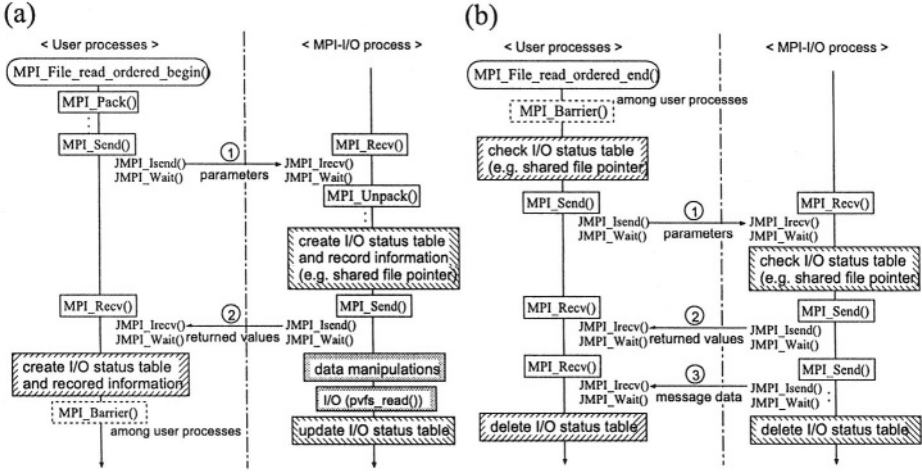 (a)
< User processes >
< MPI-I/O process >
MPI_File_read_ordered_begin()
MPI_Pack()
MPI_Send()
JMPI_Isend()
JMPI_Wait()
1
parameters
MPI_Recv()
JMPI_Irecv()
JMPI_Wait()
MPI_Unpack()
create I/O status table
and record information
(e.g. shared file pointer)
MPI_Recv()
MPI_Send()
JMPI_Irecv()
JMPI_Wait()
2
returned values
JMPI_Isend()
JMPI_Wait()
create I/O status table
and recored information
data manipulations
MPI_Barrier()
I/O (pvfs_read())
among user processes
update I/O status table
(b)
< User processes >
< MPI-I/O process >
MPI_File_read_ordered_end()
among user processes
MPI_Barrier()
check I/O status table
(e.g. shared file pointer)
MPI_Send()
JMPI_Isend()
JMPI_Wait()
1
parameters
MPI_Recv()
JMPI_Irecv()
JMPI_Wait()
check I/O status table
(e.g. shared file pointer)
MPI_Recv()
MPI_Send()
JMPI_Irecv()
JMPI_Wait()
2
returned values
JMPI_Isend()
JMPI_Wait()
MPI_Recv()
MPI_Send()
JMPI_Irecv()
JMPI_Wait()
3
message data
JMPI_Isend()
JMPI_Wait()
delete I/O status table
delete I/O status table